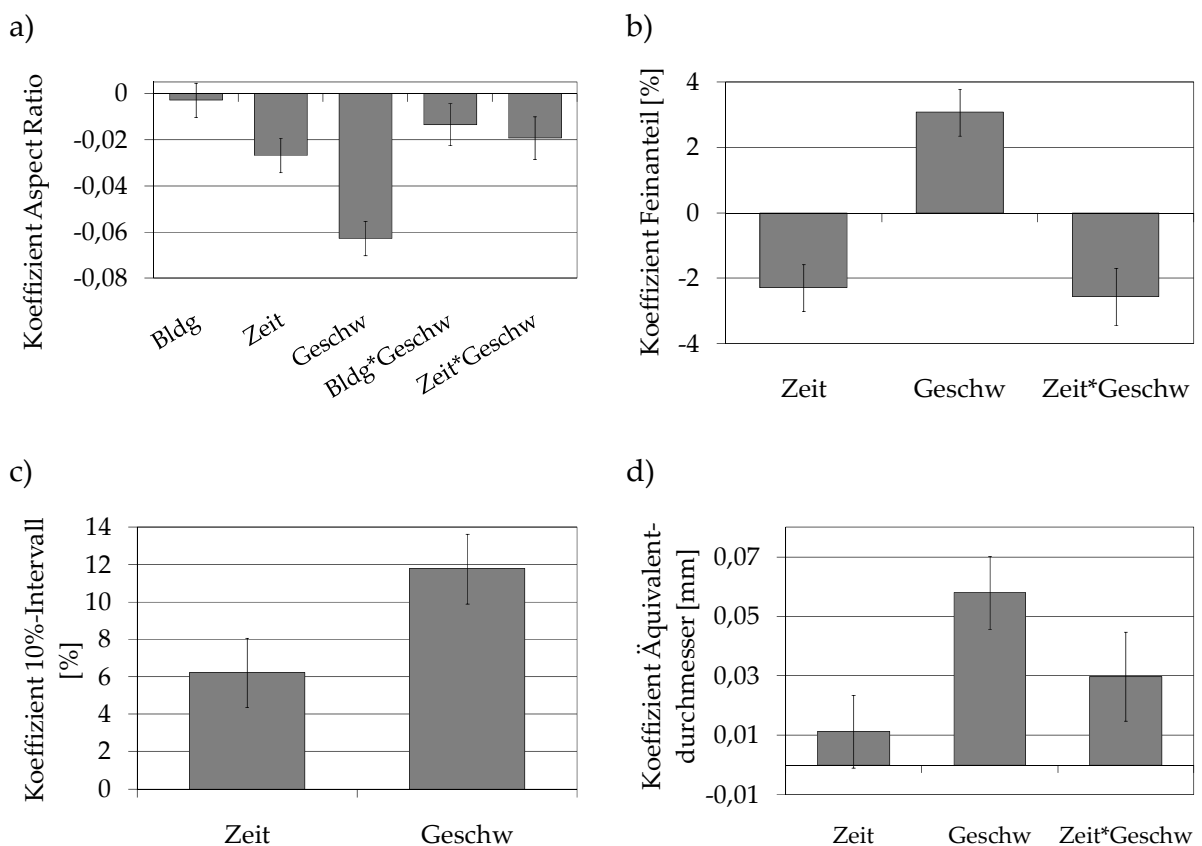 a)
Koeffizient Aspect Ratio
0
-0,02
-0,04
-0,06
-0,08
Bldg
Zeit
Geschw
Bldg*Geschw
Zeit*Geschw
b)
Koeffizient Feinanteil [%]
4
2
0
-2
-4
Zeit Geschw Zeit*Geschw
c)
Koeffizient 10%-Intervall
[%]
14
12
10
8
6
4
2
0
Zeit Geschw
d)
Koeffizient Äquivalent-
durchmesser [mm]
0,07
0,05
0,03
0,01
-0,01
Zeit Geschw Zeit*Geschw